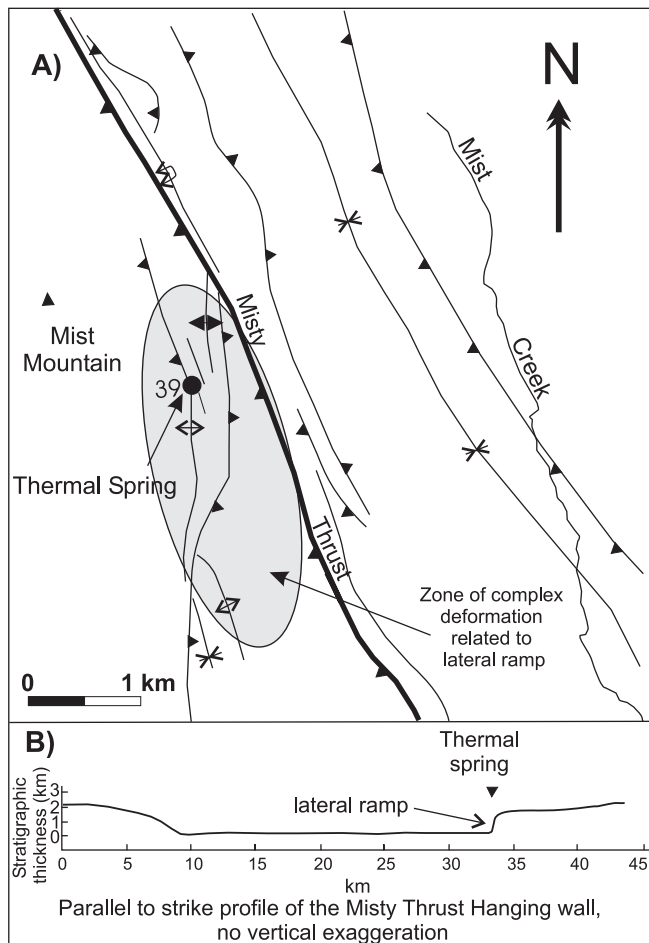 A)
N
Mist
Creek
Misty
Thrust
Mist
Mountain
39
Thermal Spring
Zone of complex
deformation
related to
lateral ramp
0 1 km
B)
Thermal
spring
lateral ramp
Stratigraphic
thickness (km)
3
2
1
0
0 5 10 15 20 25 30 35 40 45
km
Parallel to strike profile of the Misty Thrust Hanging wall,
no vertical exaggeration